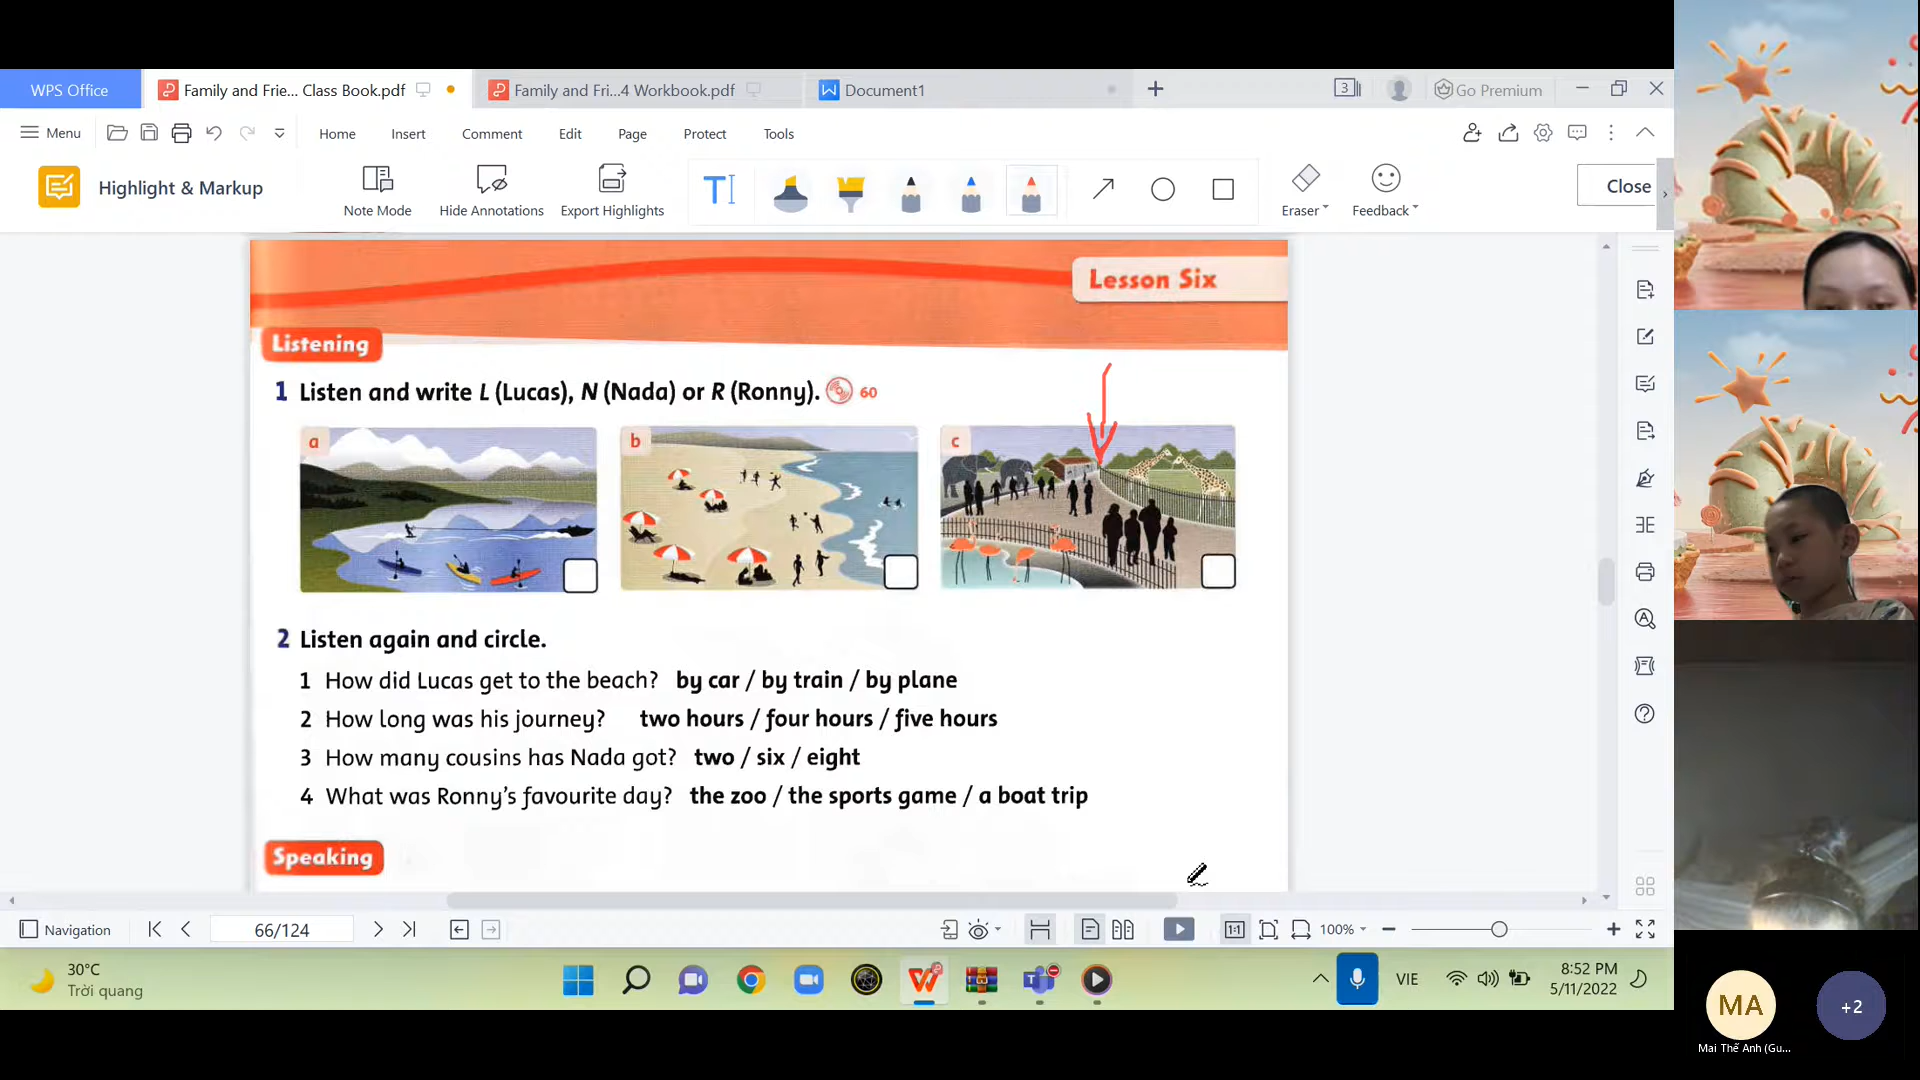 WPS Office
Family and Frie... Class Book.pdf
Family and Fri...4 Workbook.pdf
Document1
3
Go Premium
Menu
Home
Insert
Comment
Edit
Page
Protect
Tools
Highlight & Markup
Note Mode
Hide Annotations
Export Highlights
Eraser
Feedback
Close
Lesson Six
Listening
1 Listen and write L (Lucas), N (Nada) or R (Ronny). 60
a
b
c
2 Listen again and circle.
1 How did Lucas get to the beach? by car / by train / by plane
2 How long was his journey? two hours / four hours / five hours
3 How many cousins has Nada got? two / six / eight
4 What was Ronny's favourite day? the zoo / the sports game / a boat trip
Speaking
Navigation
66/124
1:1
100%
30°C
Trời quang
VIE
8:52 PM
5/11/2022
MA
+2
Mai Thế Anh (Gu...